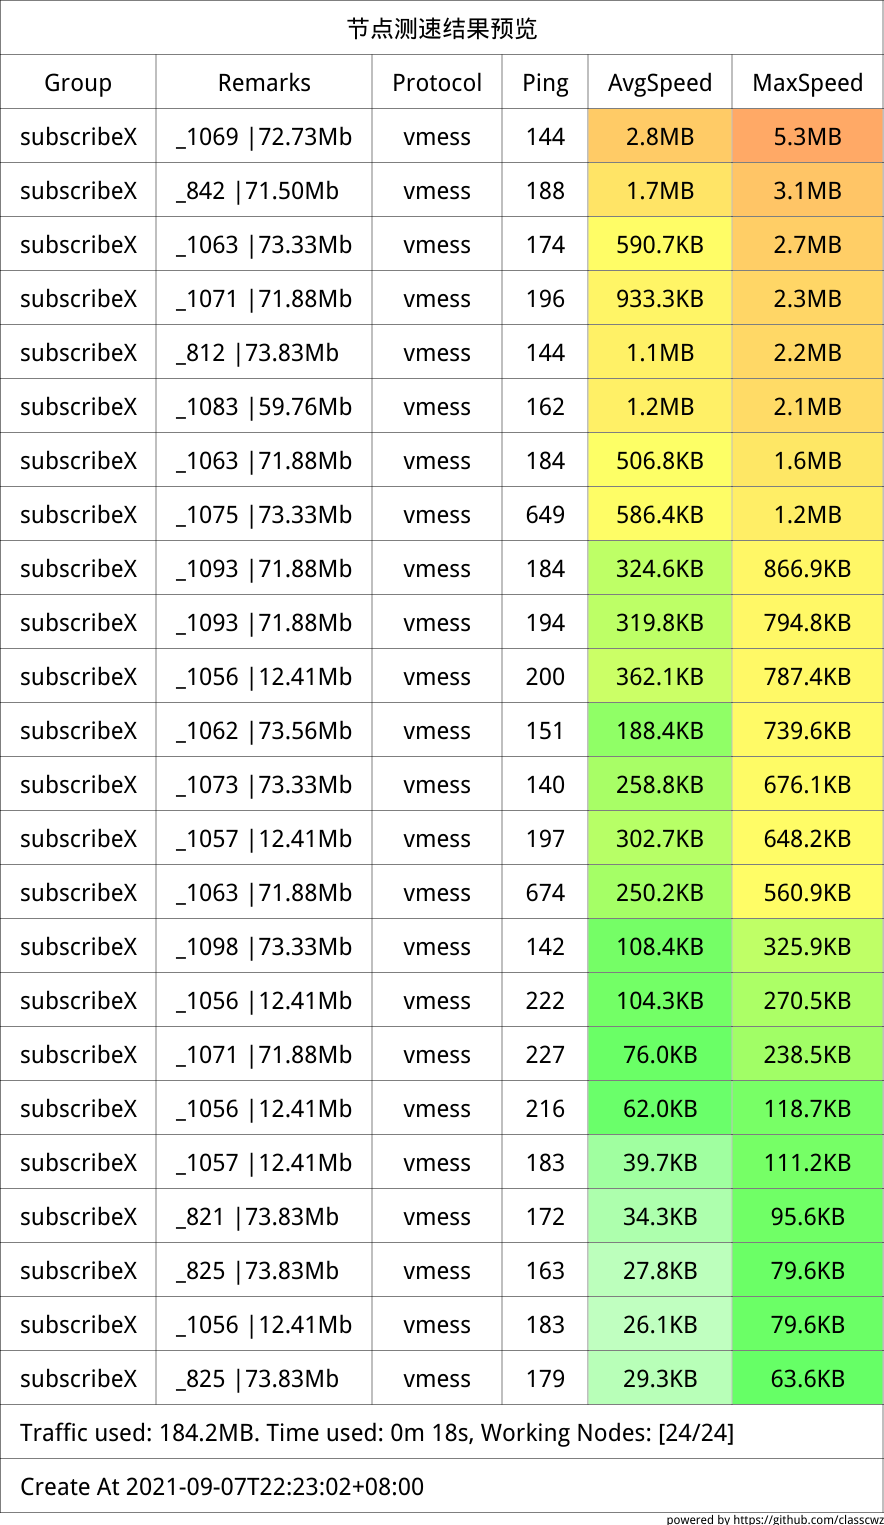 节点测速结果预览
Group Remarks Protocol Ping AvgSpeed MaxSpeed
subscribeX _1069 |72.73Mb vmess 144 2.8MB 5.3MB
subscribeX _842 |71.50Mb vmess 188 1.7MB 3.1MB
subscribeX _1063 |73.33Mb vmess 174 590.7KB 2.7MB
subscribeX _1071 |71.88Mb vmess 196 933.3KB 2.3MB
subscribeX _812 |73.83Mb vmess 144 1.1MB 2.2MB
subscribeX _1083 |59.76Mb vmess 162 1.2MB 2.1MB
subscribeX _1063 |71.88Mb vmess 184 506.8KB 1.6MB
subscribeX _1075 |73.33Mb vmess 649 586.4KB 1.2MB
subscribeX _1093 |71.88Mb vmess 184 324.6KB 866.9KB
subscribeX _1093 |71.88Mb vmess 194 319.8KB 794.8KB
subscribeX _1056 |12.41Mb vmess 200 362.1KB 787.4KB
subscribeX _1062 |73.56Mb vmess 151 188.4KB 739.6KB
subscribeX _1073 |73.33Mb vmess 140 258.8KB 676.1KB
subscribeX _1057 |12.41Mb vmess 197 302.7KB 648.2KB
subscribeX _1063 |71.88Mb vmess 674 250.2KB 560.9KB
subscribeX _1098 |73.33Mb vmess 142 108.4KB 325.9KB
subscribeX _1056 |12.41Mb vmess 222 104.3KB 270.5KB
subscribeX _1071 |71.88Mb vmess 227 76.0KB 238.5KB
subscribeX _1056 |12.41Mb vmess 216 62.0KB 118.7KB
subscribeX _1057 |12.41Mb vmess 183 39.7KB 111.2KB
subscribeX _821 |73.83Mb vmess 172 34.3KB 95.6KB
subscribeX _825 |73.83Mb vmess 163 27.8KB 79.6KB
subscribeX _1056 |12.41Mb vmess 183 26.1KB 79.6KB
subscribeX _825 |73.83Mb vmess 179 29.3KB 63.6KB
Traffic used: 184.2MB. Time used: 0m 18s, Working Nodes: [24/24]
Create At 2021-09-07T22:23:02+08:00
powered by https://github.com/classcwz